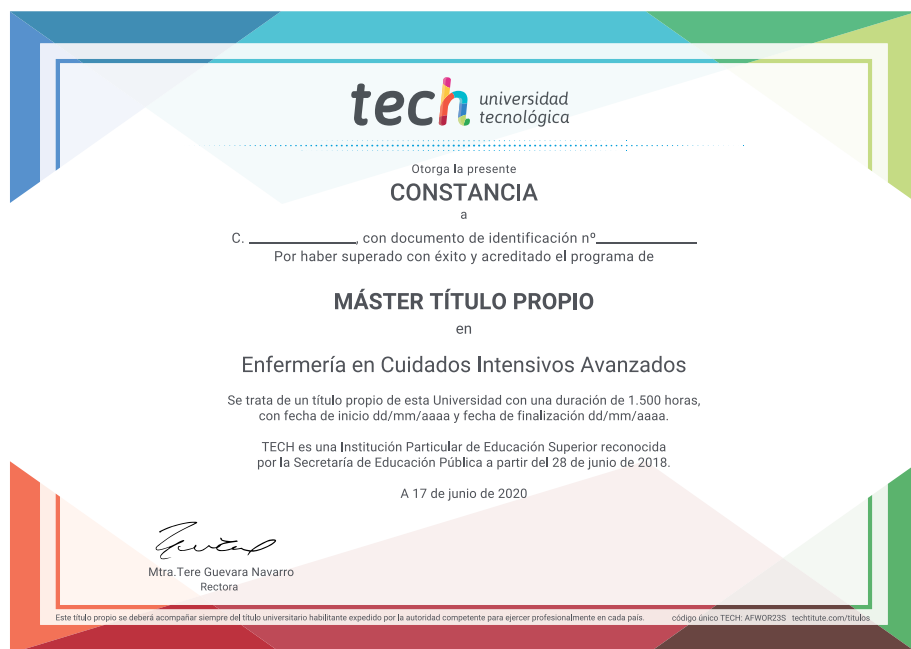 tech universidad
tecnológica
Otorga la presente
CONSTANCIA
a
C. ____________, con documento de identificación nº____________
Por haber superado con éxito y acreditado el programa de
MÁSTER TÍTULO PROPIO
en
Enfermería en Cuidados Intensivos Avanzados
Se trata de un título propio de esta Universidad con una duración de 1.500 horas,
con fecha de inicio dd/mm/aaaa y fecha de finalización dd/mm/aaaa.
TECH es una Institución Particular de Educación Superior reconocida
por la Secretaría de Educación Pública a partir del 28 de junio de 2018.
A 17 de junio de 2020
Mtra.Tere Guevara Navarro
Rectora
Este título propio se deberá acompañar siempre del título universitario habilitante expedido por la autoridad competente para ejercer profesionalmente en cada país. código único TECH: AFWOR23S techtitute.com/titulos